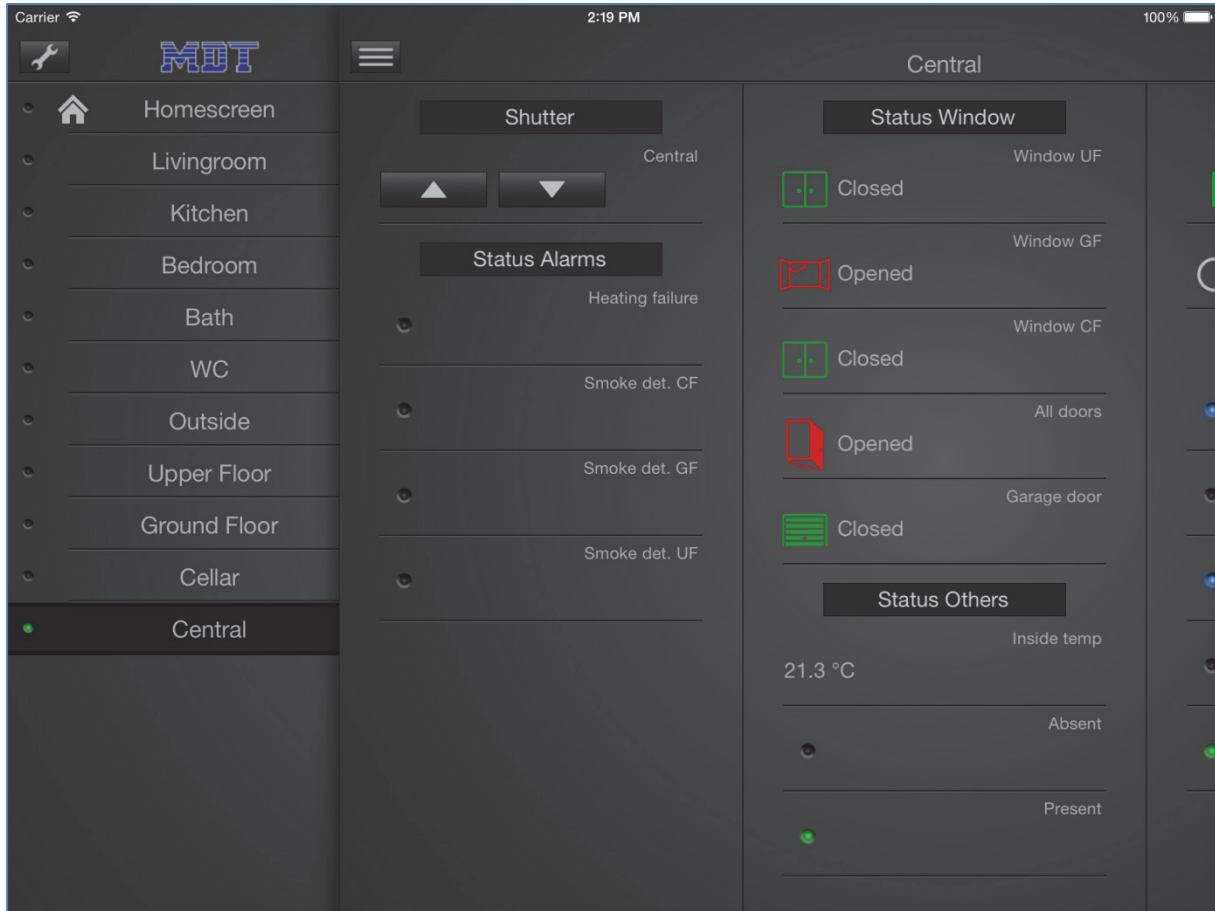 Carrier
2:19 PM
100%
MDT
Central
Homescreen
Livingroom
Kitchen
Bedroom
Bath
WC
Outside
Upper Floor
Ground Floor
Cellar
Central
Shutter
Central
Status Alarms
Heating failure
Smoke det. CF
Smoke det. GF
Smoke det. UF
Status Window
Window UF
Closed
Window GF
Opened
Window CF
Closed
All doors
Opened
Garage door
Closed
Status Others
Inside temp
21.3 °C
Absent
Present